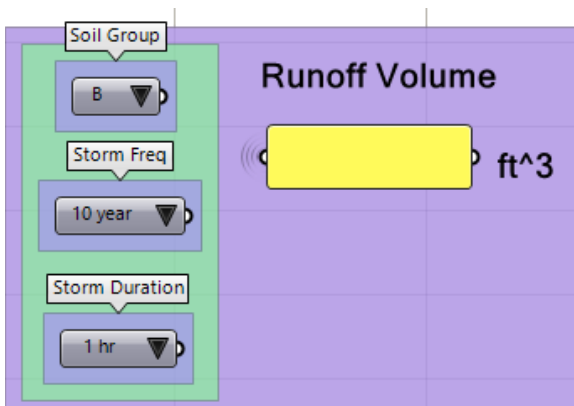 Soil Group
B
Storm Freq
10 year
Storm Duration
1 hr
Runoff Volume
ft^3